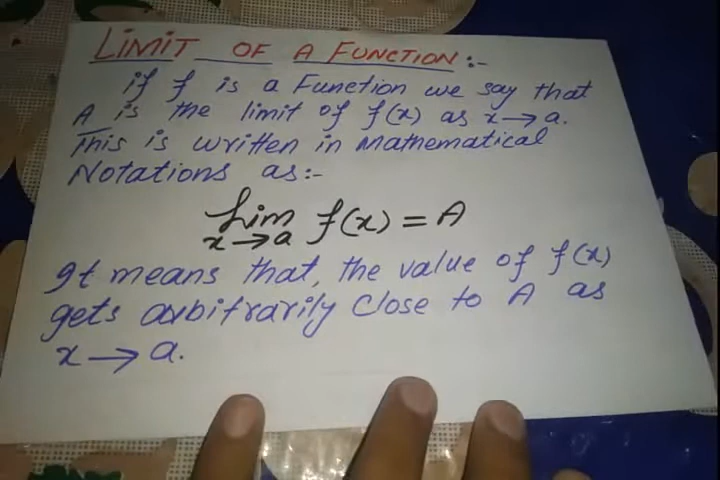 LIMIT OF A FUNCTION:-
if f is a Function we say that
A is the limit of f(x) as x→a.
This is written in Mathematical
Notations as:-
Lim f(x) = A
x→a
It means that, the value of f(x)
gets arbitrarily close to A as
x→a.